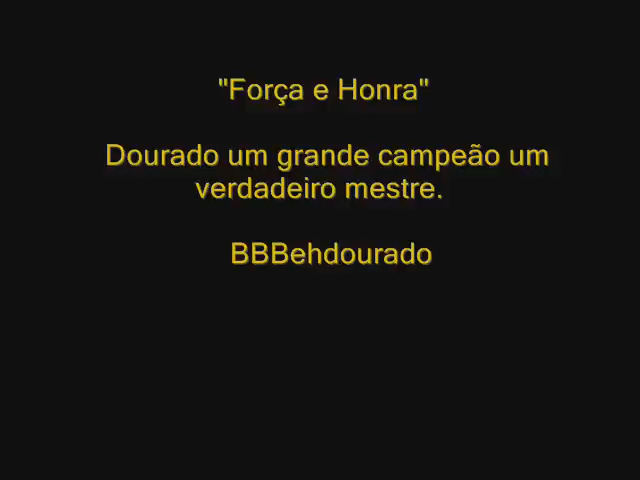 "Força e Honra"
Dourado um grande campeão um
verdadeiro mestre.
BBBehdourado